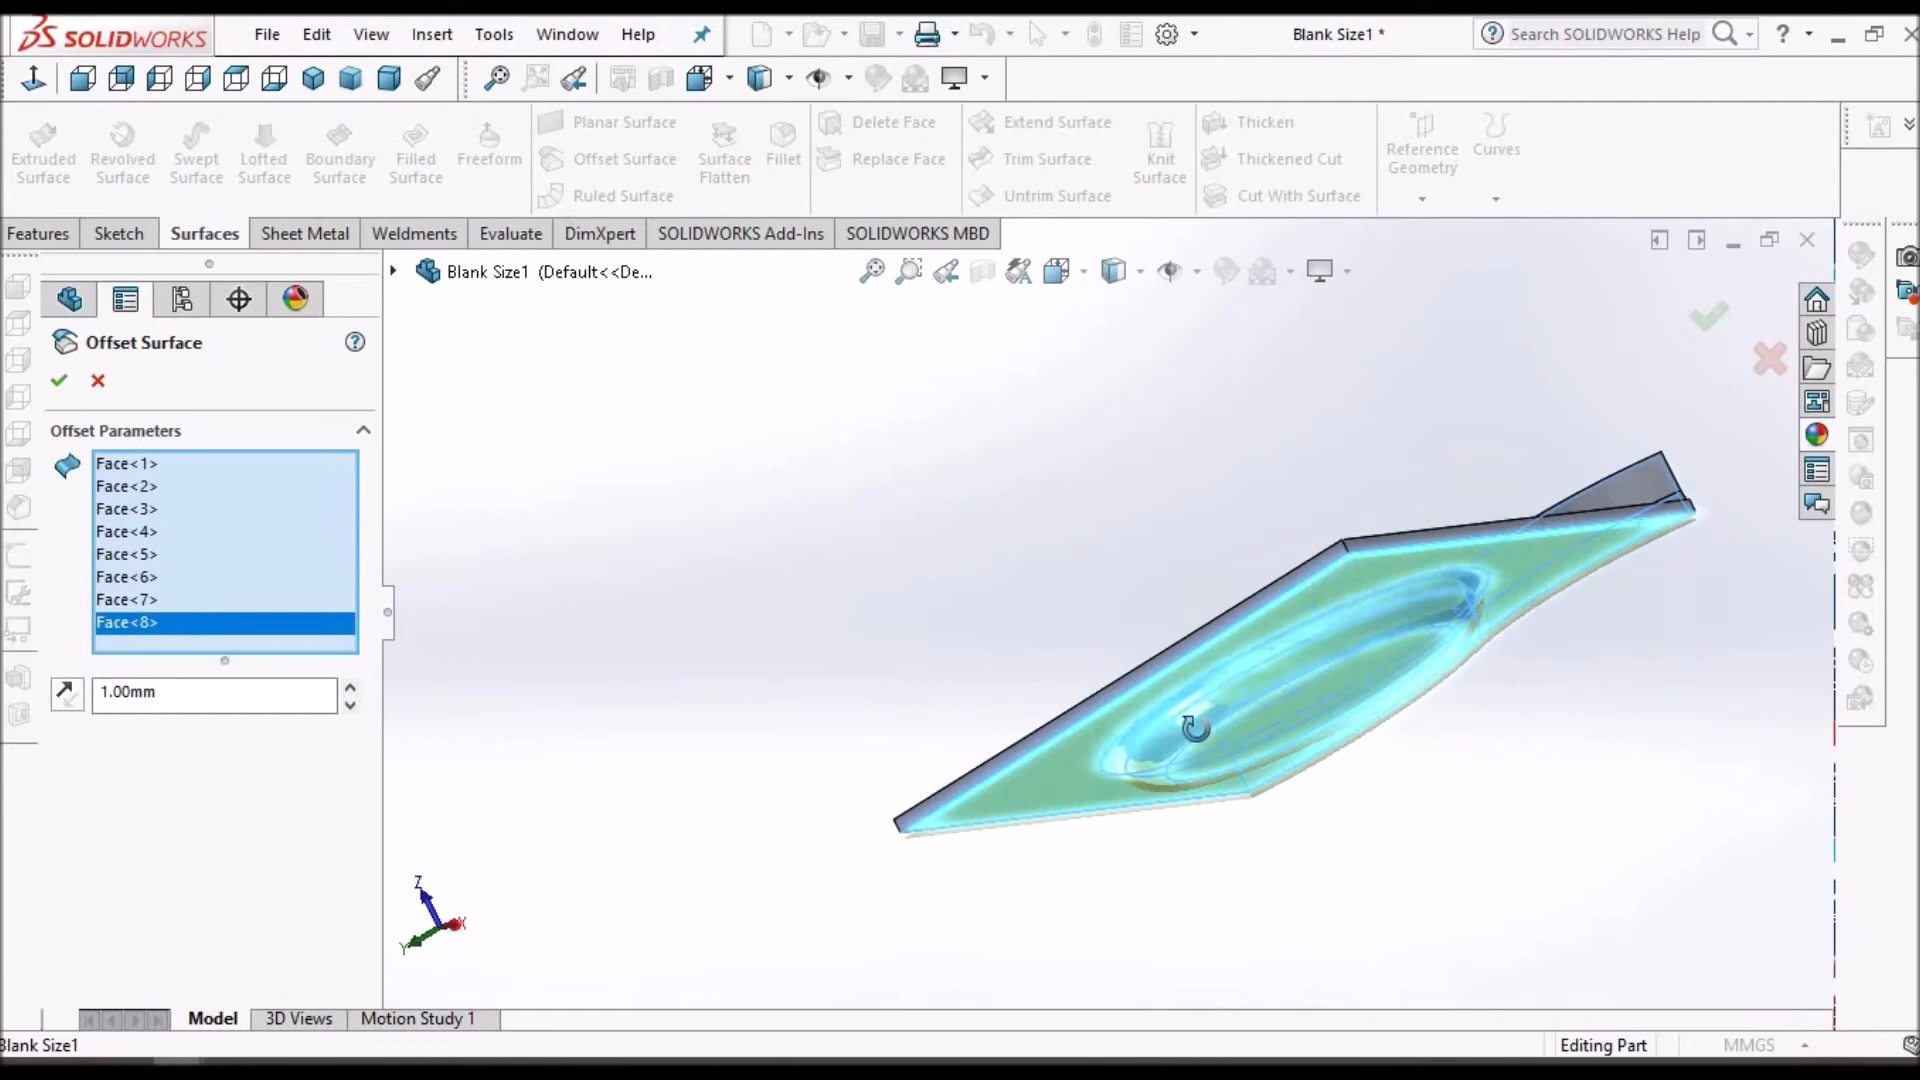 SOLIDWORKS
File Edit View Insert Tools Window Help
Blank Size1 *
Search SOLIDWORKS Help
?
Extruded Surface
Revolved Surface
Swept Surface
Lofted Surface
Boundary Surface
Filled Surface
Freeform
Planar Surface
Offset Surface
Ruled Surface
Surface Flatten
Fillet
Delete Face
Replace Face
Extend Surface
Trim Surface
Untrim Surface
Knit Surface
Thicken
Thickened Cut
Cut With Surface
Reference Geometry
Curves
Features Sketch Surfaces Sheet Metal Weldments Evaluate DimXpert SOLIDWORKS Add-Ins SOLIDWORKS MBD
Blank Size1 (Default<<De...
Offset Surface
?
Offset Parameters
Face<1>
Face<2>
Face<3>
Face<4>
Face<5>
Face<6>
Face<7>
Face<8>
1.00mm
Z
X
Y
Model 3D Views Motion Study 1
Blank Size1
Editing Part
MMGS